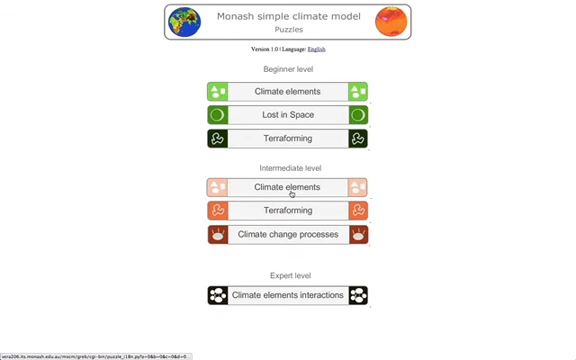 Monash simple climate model
Puzzles
Version 1.0 | Language: English
Beginner level
Climate elements
Lost in Space
Terraforming
Intermediate level
Climate elements
Terraforming
Climate change processes
Expert level
Climate elements interactions